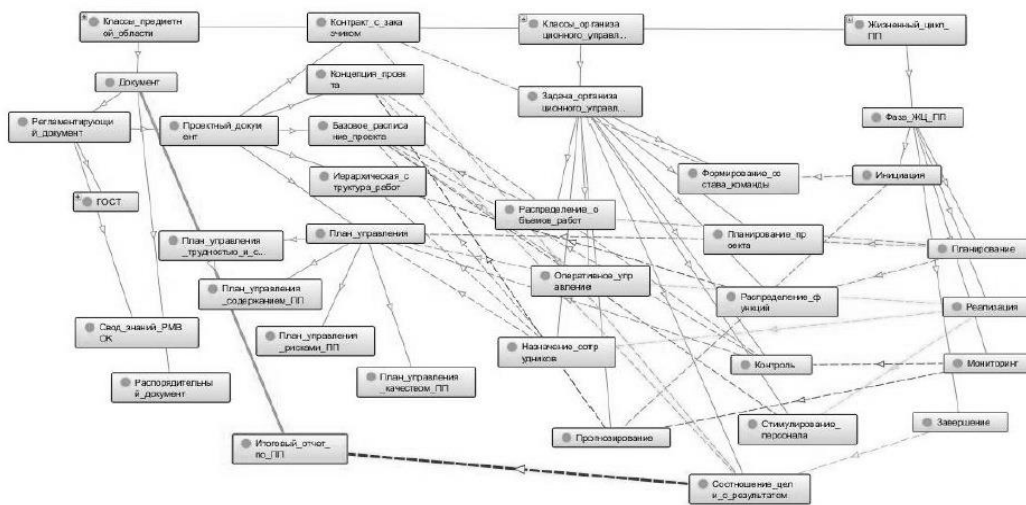 Классы_предметн
ой_области
Контракт_с_зака
зчиком
Классы_организа
ционного_управл...
Жизненный_цикл_
ПП
Документ
Концепция_проек
та
Задача_организа
ционного_управл...
Регламентирующи
й_документ
Проектный_докум
ент
Базовое_расписа
ние_проекта
Фаза_ЖЦ_ПП
Иерархическая_с
труктура_работ
Формирование_со
става_команды
Инициация
ГОСТ
Распределение_о
бъемов_работ
План_управления
_трудностью_и_с...
План_управления
Планирование_пр
оекта
Планирование
План_управления
_содержанием_ПП
Оперативное_упр
авление
Распределение_ф
ункций
Реализация
Свод_знаний_PMB
OK
План_управления
_рисками_ПП
Назначение_сотр
удников
Контроль
Мониторинг
Распорядительны
й_документ
План_управления
_качеством_ПП
Итоговый_отчет_
по_ПП
Прогнозирование
Стимулирование_
персонала
Завершение
Соотношение_цел
и_с_результатом